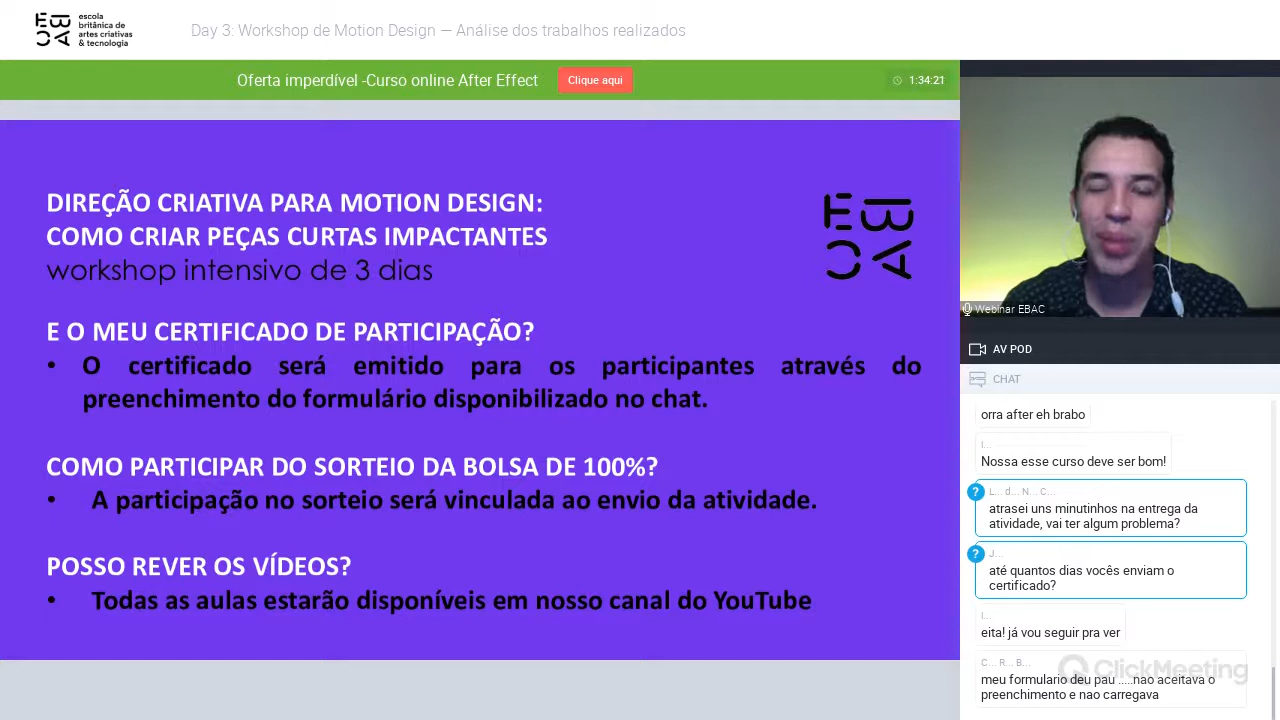 escola
britânica de
artes criativas
& tecnologia
Day 3: Workshop de Motion Design — Análise dos trabalhos realizados
Oferta imperdível -Curso online After Effect
Clique aqui
1:34:21
DIREÇÃO CRIATIVA PARA MOTION DESIGN:
COMO CRIAR PEÇAS CURTAS IMPACTANTES
workshop intensivo de 3 dias
EBAC
E O MEU CERTIFICADO DE PARTICIPAÇÃO?
• O certificado será emitido para os participantes através do
preenchimento do formulário disponibilizado no chat.
COMO PARTICIPAR DO SORTEIO DA BOLSA DE 100%?
• A participação no sorteio será vinculada ao envio da atividade.
POSSO REVER OS VÍDEOS?
• Todas as aulas estarão disponíveis em nosso canal do YouTube
Webinar EBAC
AV POD
CHAT
orra after eh brabo
I...
Nossa esse curso deve ser bom!
?
L... d... N... C...
atrasei uns minutinhos na entrega da
atividade, vai ter algum problema?
?
J...
até quantos dias vocês enviam o
certificado?
I...
eita! já vou seguir pra ver
C... R... B...
meu formulario deu pau .....nao aceitava o
preenchimento e nao carregava
ClickMeeting